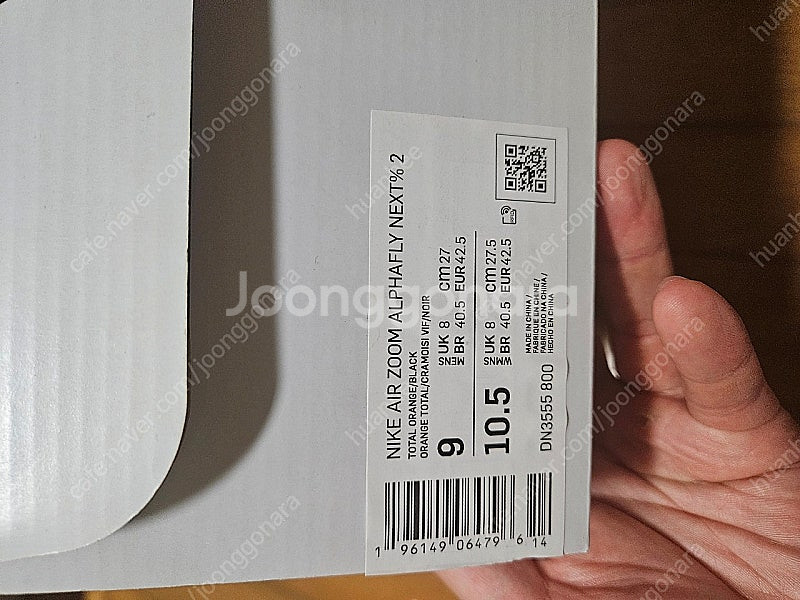 NIKE AIR ZOOM ALPHAFLY NEXT% 2
TOTAL ORANGE/BLACK
ORANGE TOTAL/CRAMOISI VIF/NOIR
9
MENS UK 8 cm 27
BR 40.5 EUR 42.5
10.5
WMNS UK 8 cm 27.5
BR 40.5 EUR 42.5
DN3555 800
MADE IN CHINA /
FABRIQUE EN CHINE /
FABRICADO NA CHINA /
HECHO EN CHINA
1 96149 06479 6 14
Joonggonara
cafe.naver.com/joonggonara